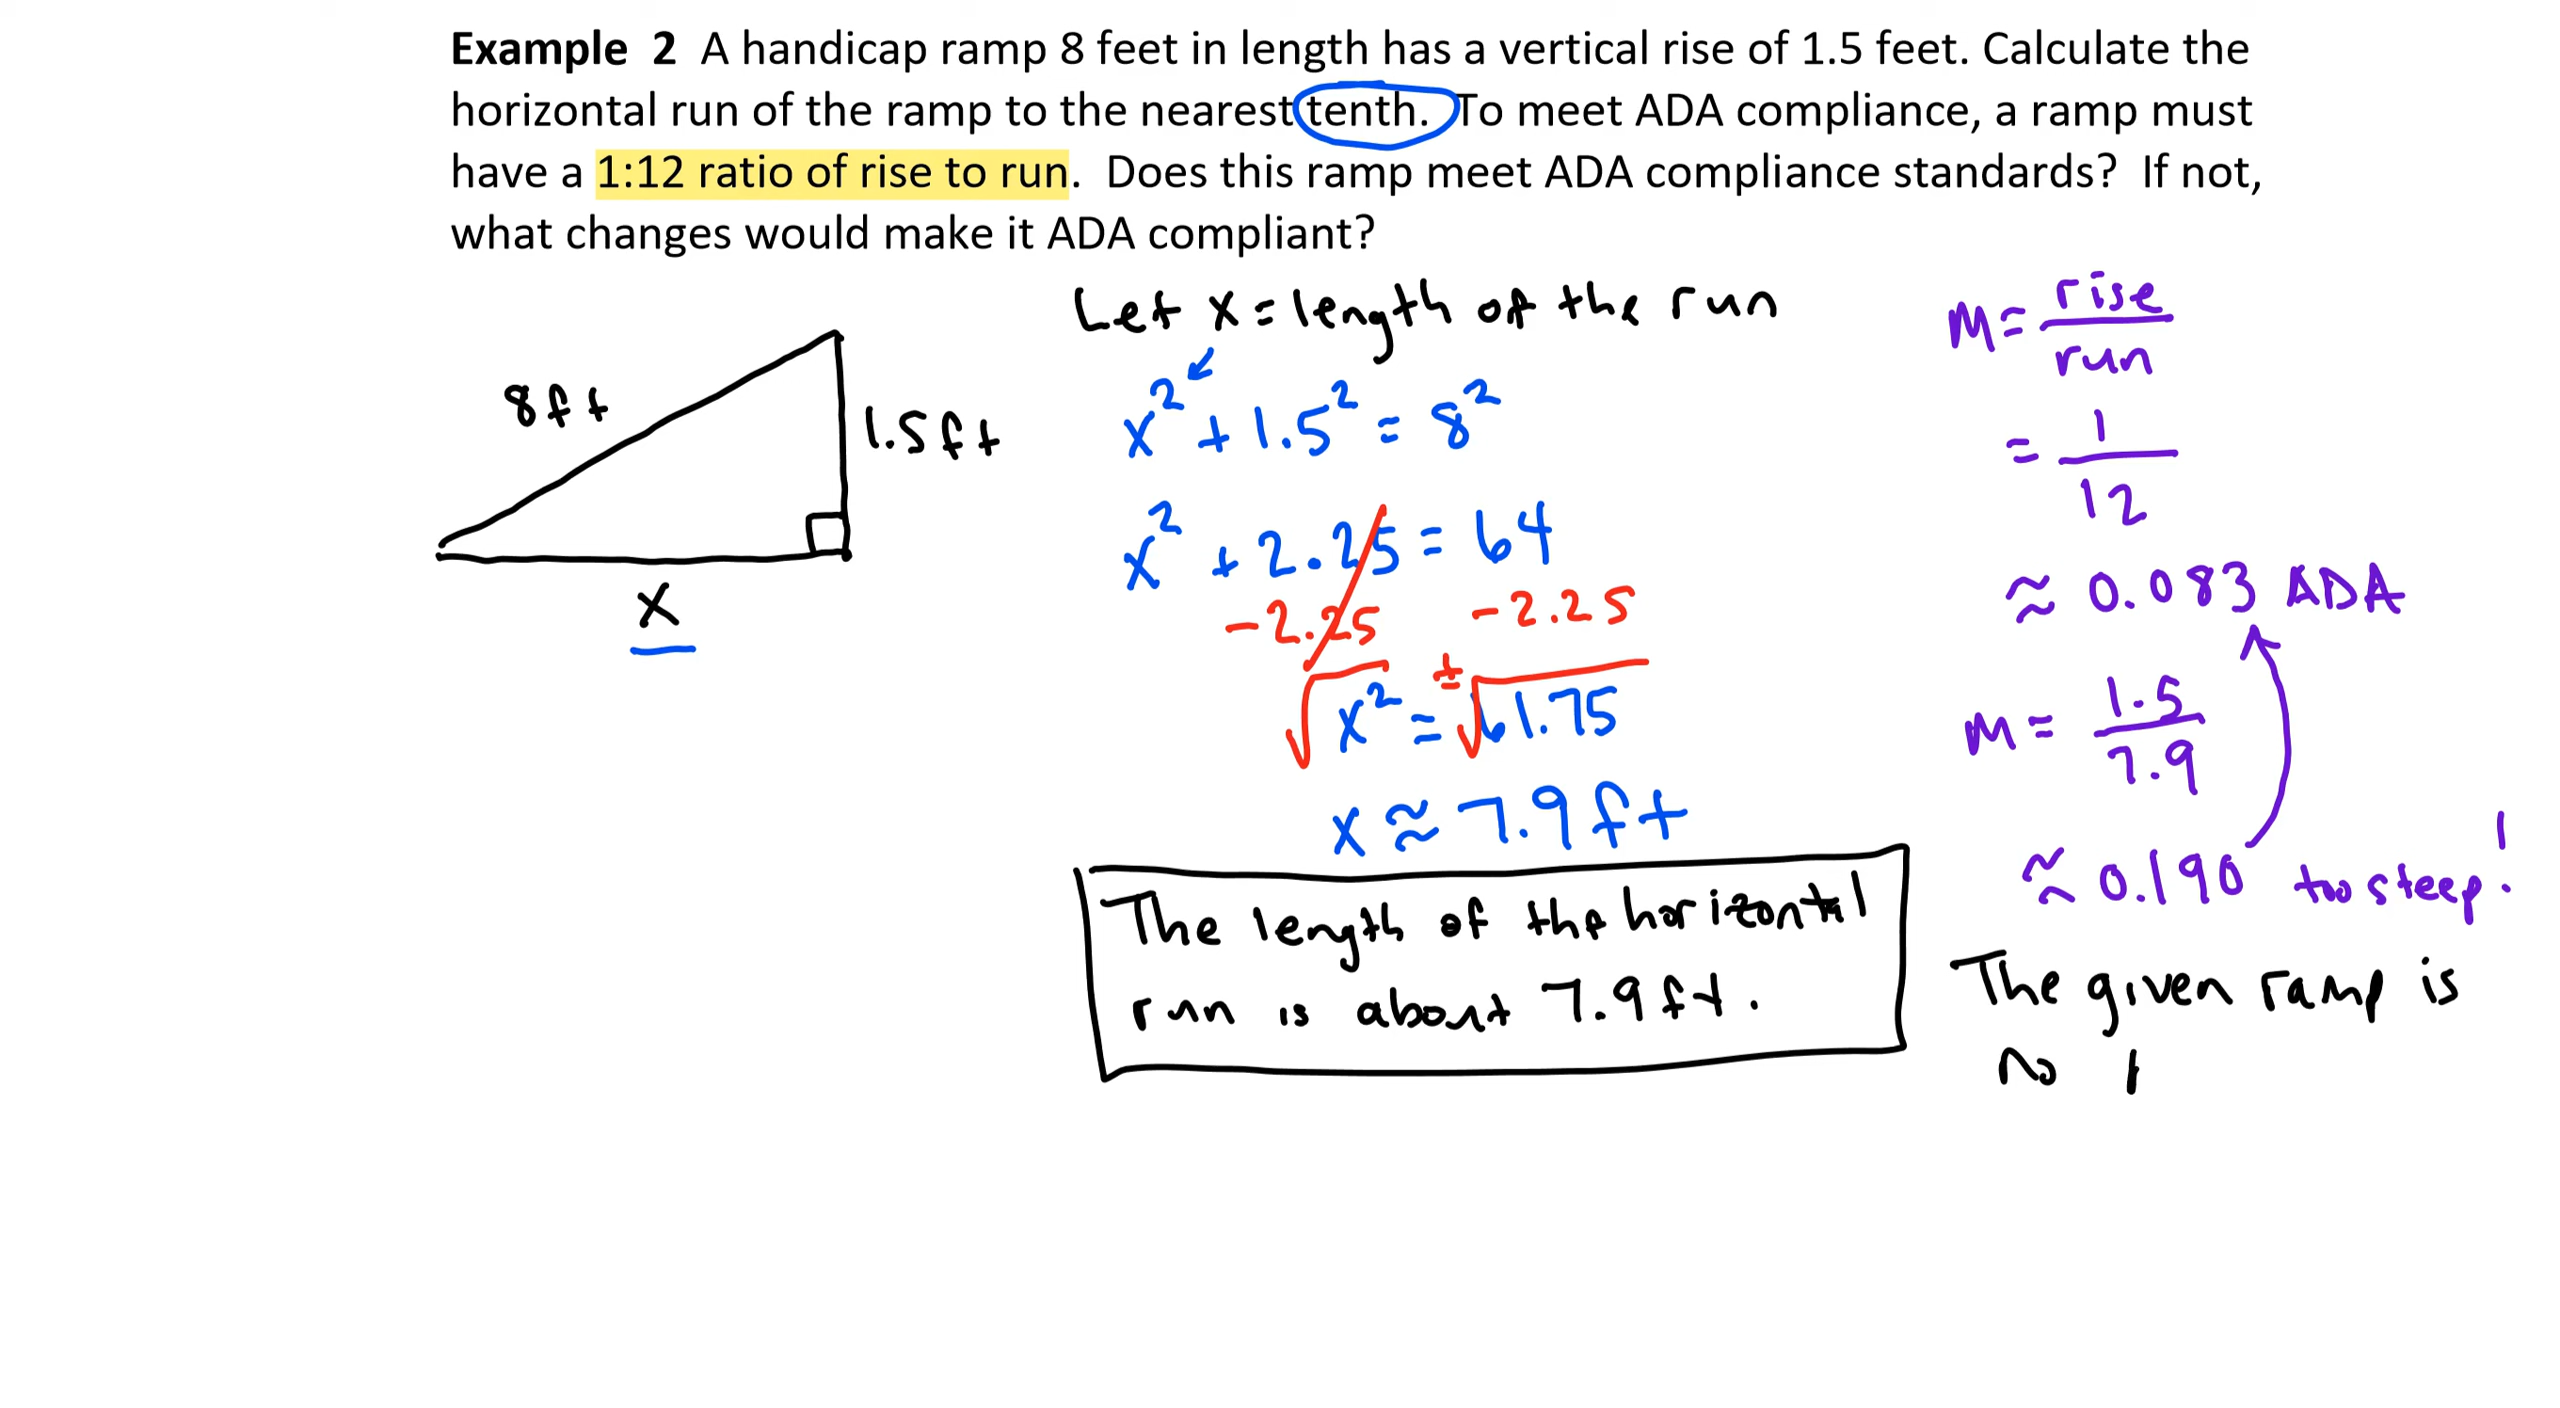 Example 2 A handicap ramp 8 feet in length has a vertical rise of 1.5 feet. Calculate the
horizontal run of the ramp to the nearest tenth. To meet ADA compliance, a ramp must
have a 1:12 ratio of rise to run. Does this ramp meet ADA compliance standards? If not,
what changes would make it ADA compliant?
8ft
1.5ft
x
Let x = length of the run
x² + 1.5² = 8²
x² + 2.25 = 64
-2.25 -2.25
√x² = ±√61.75
x ≈ 7.9ft
The length of the horizontal
run is about 7.9ft.
M = rise/run
= 1/12
≈ 0.083 ADA
M = 1.5/7.9
≈ 0.190 too steep!
The given ramp is
no